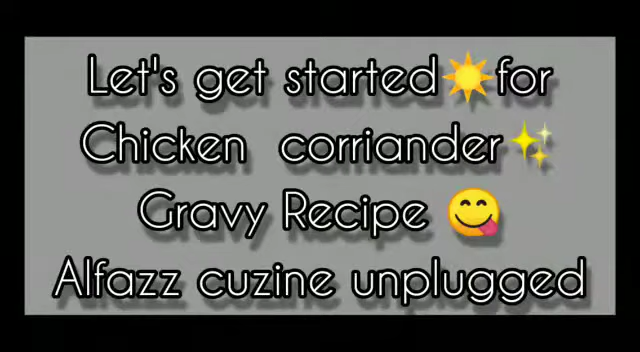 Let's get started☀️for
Chicken corriander✨
Gravy Recipe 😋
Alfazz cuzine unplugged